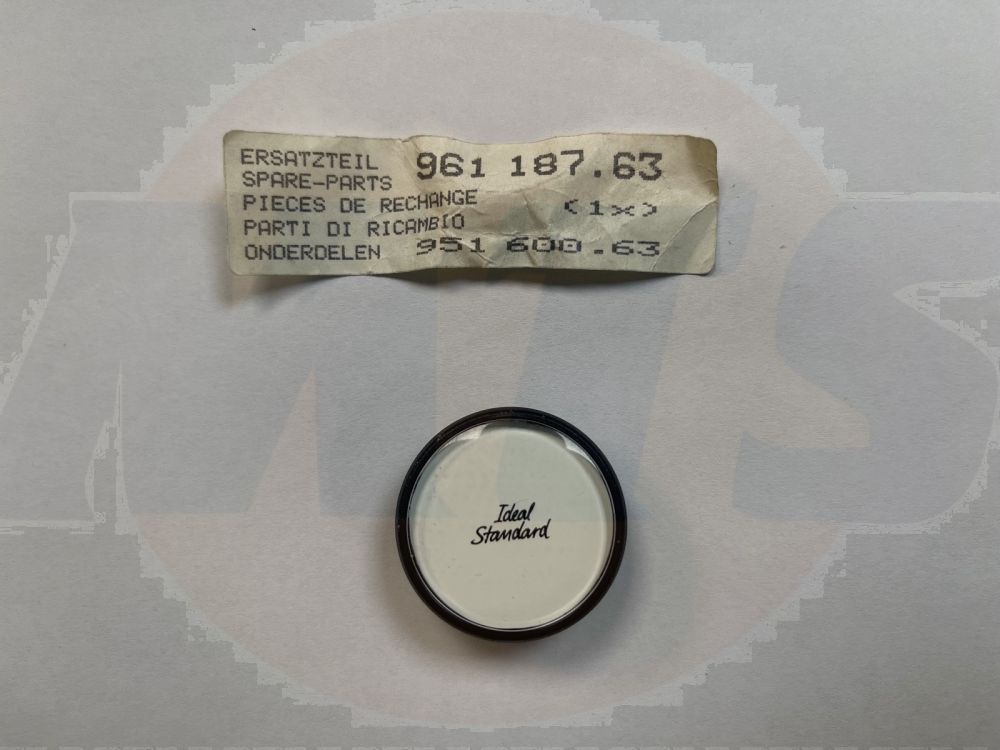 ERSATZTEIL 961 187.63
SPARE-PARTS
PIECES DE RECHANGE <1x>
PARTI DI RICAMBIO
ONDERDELEN 951 600.63
Ideal
Standard